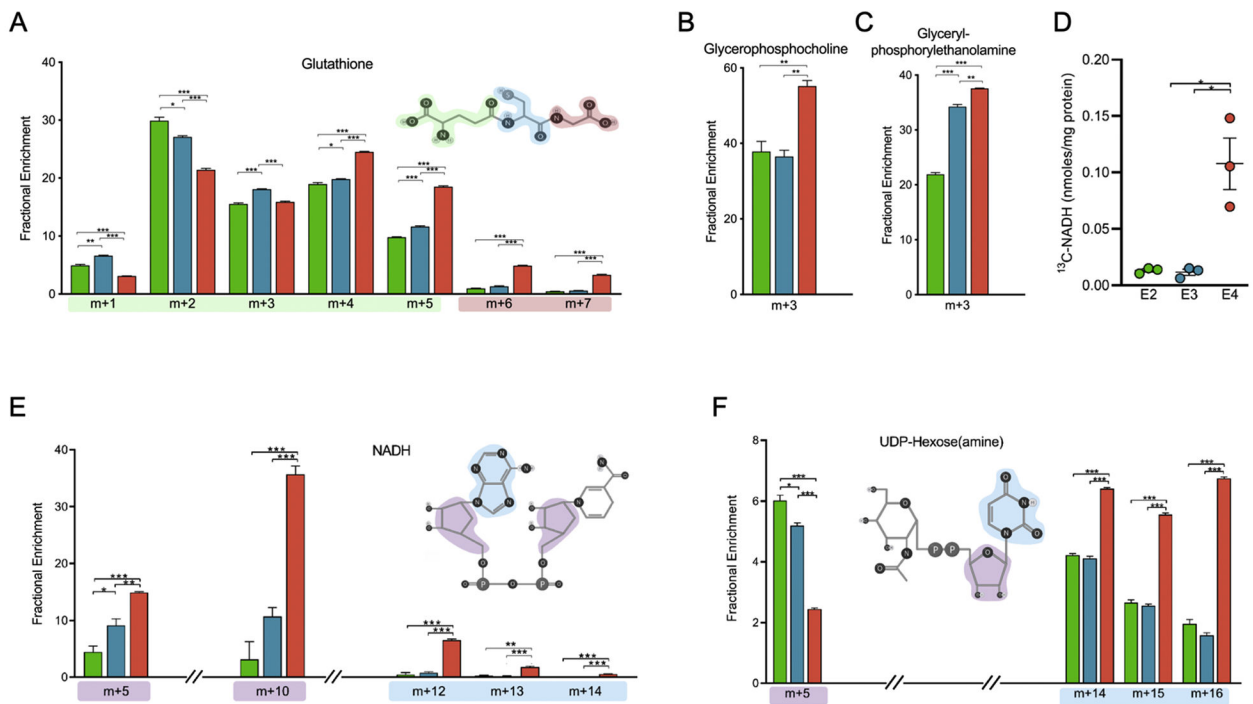 A
Glutathione
Fractional Enrichment
40
30
20
10
0
*** * ***
*** ***
*** * ***
*** *** ***
*** ** ***
*** ***
*** ***
m+1 m+2 m+3 m+4 m+5 m+6 m+7
B
Glycerophosphocholine
Fractional Enrichment
60
40
20
0
**
**
m+3
C
Glyceryl-
phosphorylethanolamine
Fractional Enrichment
40
30
20
10
0
***
*** **
m+3
D
¹³C-NADH (nmoles/mg protein)
0.20
0.15
0.10
0.05
0.00
*
*
E2 E3 E4
E
NADH
Fractional Enrichment
40
30
20
10
0
***
* **
***
***
***
***
**
***
***
***
N N N N N N O
O O
P O P
m+5 m+10 m+12 m+13 m+14
F
UDP-Hexose(amine)
Fractional Enrichment
8
6
4
2
0
***
* ***
***
***
***
***
***
***
O N H O N
O N O P P O
m+5 m+14 m+15 m+16